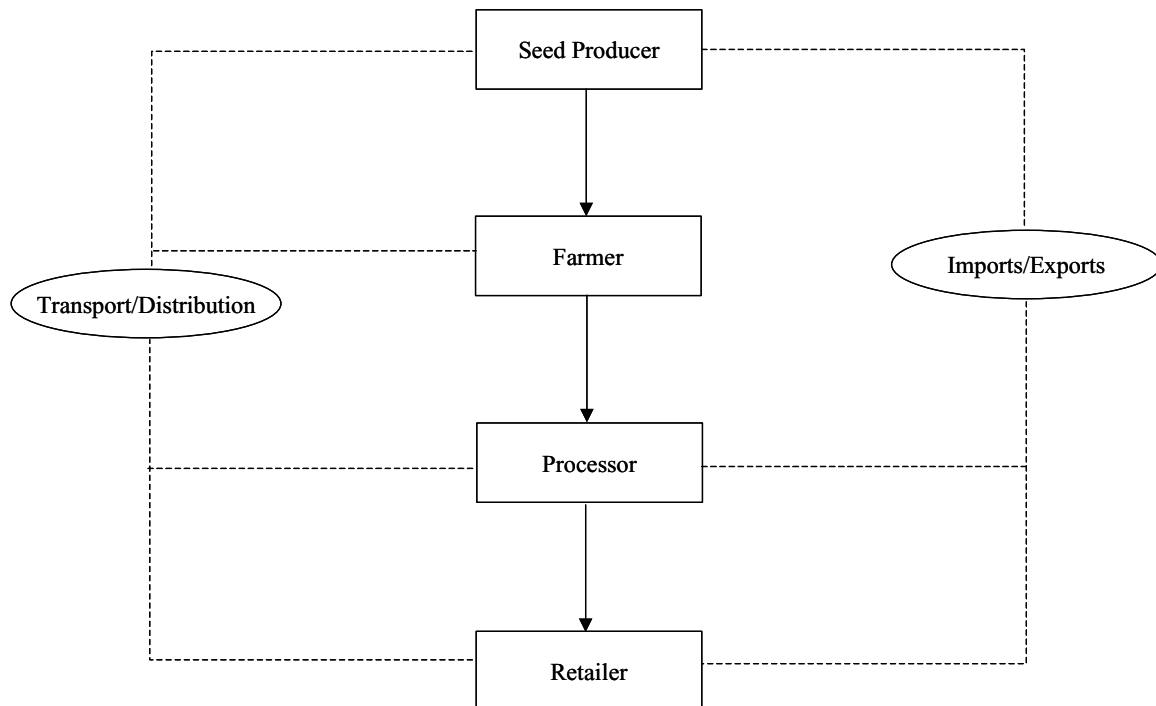 Seed Producer
Farmer
Imports/Exports
Transport/Distribution
Processor
Retailer